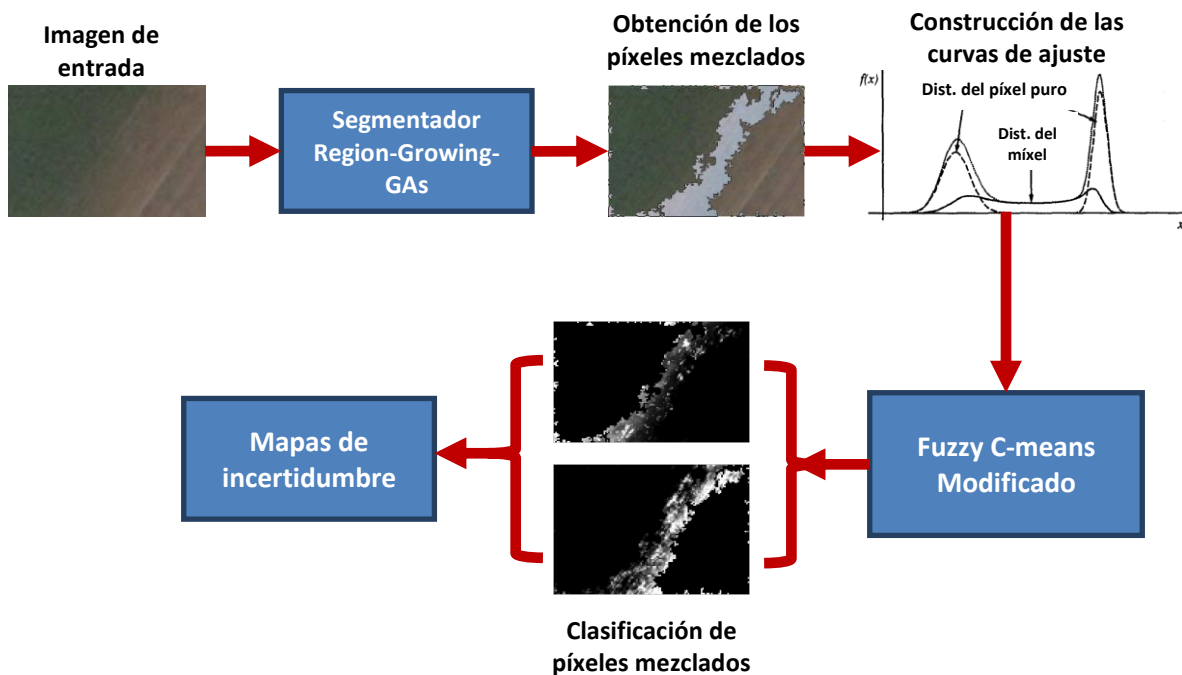 Imagen de
entrada
Segmentador
Region-Growing-
GAs
Obtención de los
píxeles mezclados
Construcción de las
curvas de ajuste
f(x)
Dist. del píxel puro
Dist. del
míxel
x
Fuzzy C-means
Modificado
Clasificación de
píxeles mezclados
Mapas de
incertidumbre